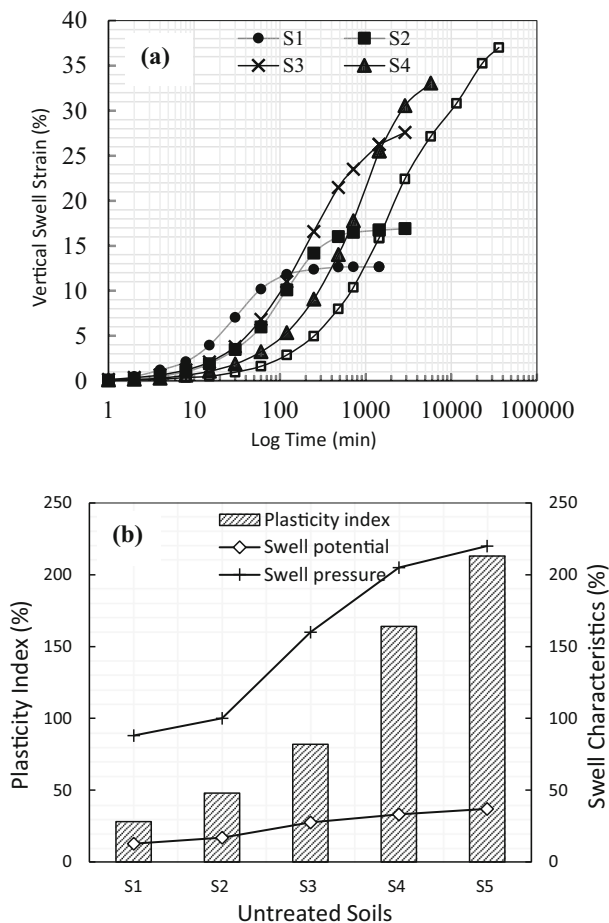 40
35
30
25
20
15
10
5
0
Vertical Swell Strain (%)
(a)
S1 S2
S3 S4
1 10 100 1000 10000 100000
Log Time (min)
250
200
150
100
50
0
Plasticity Index (%)
(b)
Plasticity index
Swell potential
Swell pressure
250
200
150
100
50
0
Swell Characteristics (%)
S1 S2 S3 S4 S5
Untreated Soils